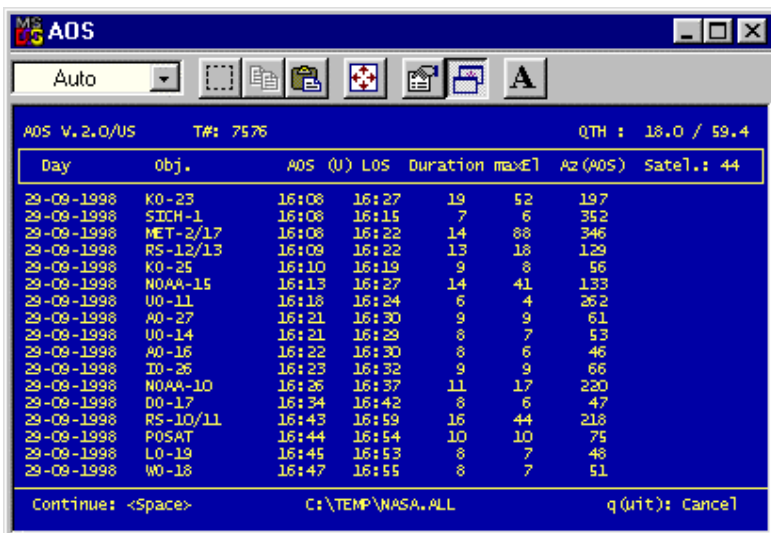 MS DOS AOS
Auto A
AOS V.2.0/US T#: 7576 QTH : 18.0 / 59.4
Day Obj. AOS (U) LOS Duration maxEl Az(AOS) Satel.: 44
29-09-1998 KO-23 16:08 16:27 19 52 197
29-09-1998 SICH-1 16:08 16:15 7 6 352
29-09-1998 MET-2/17 16:08 16:22 14 88 346
29-09-1998 RS-12/13 16:09 16:22 13 18 129
29-09-1998 KO-25 16:10 16:19 9 8 56
29-09-1998 NOAA-15 16:13 16:27 14 41 133
29-09-1998 UO-11 16:18 16:24 6 4 262
29-09-1998 AO-27 16:21 16:30 9 9 61
29-09-1998 UO-14 16:21 16:29 8 7 53
29-09-1998 AO-16 16:22 16:30 8 6 46
29-09-1998 IO-26 16:23 16:32 9 9 66
29-09-1998 NOAA-10 16:26 16:37 11 17 220
29-09-1998 DO-17 16:34 16:42 8 6 47
29-09-1998 RS-10/11 16:43 16:59 16 44 218
29-09-1998 POSAT 16:44 16:54 10 10 75
29-09-1998 LO-19 16:45 16:53 8 7 48
29-09-1998 WO-18 16:47 16:55 8 7 51
Continue: <Space> C:\TEMP\NASA.ALL q(uit): Cancel